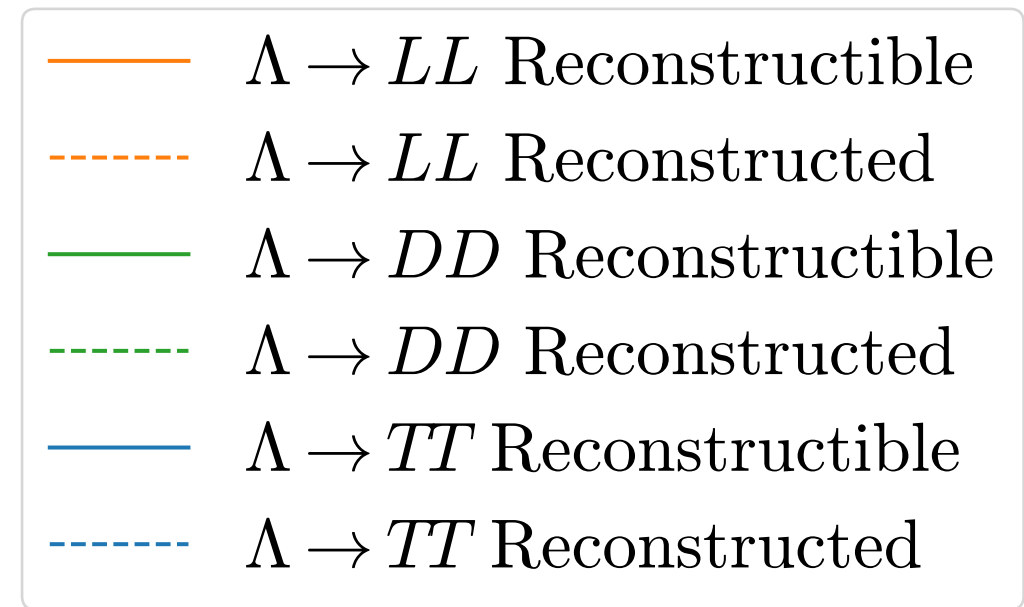 Λ → LL Reconstructible
Λ → LL Reconstructed
Λ → DD Reconstructible
Λ → DD Reconstructed
Λ → TT Reconstructible
Λ → TT Reconstructed